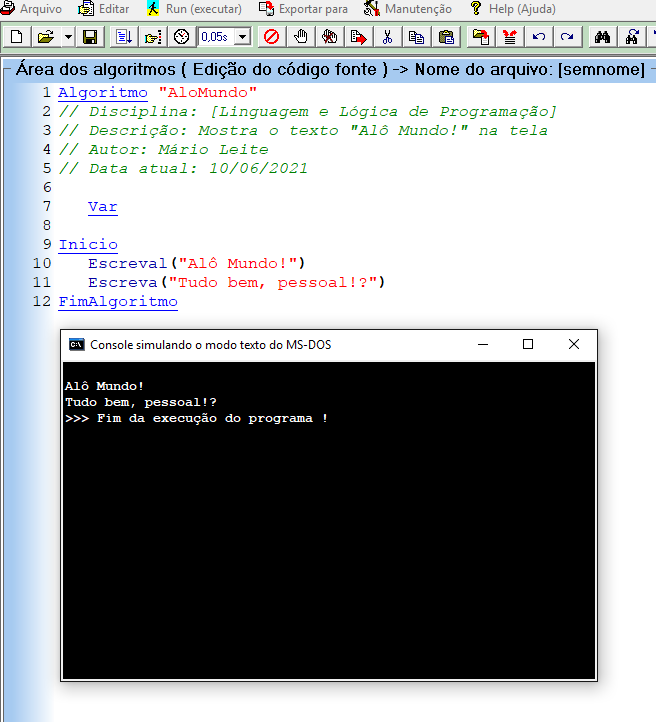 Arquivo Editar Run (executar) Exportar para Manutenção Help (Ajuda)
0,05s
Área dos algoritmos ( Edição do código fonte ) -> Nome do arquivo: [semnome]
1 Algoritmo "AloMundo"
2 // Disciplina: [Linguagem e Lógica de Programação]
3 // Descrição: Mostra o texto "Alô Mundo!" na tela
4 // Autor: Mário Leite
5 // Data atual: 10/06/2021
6
7 Var
8
9 Inicio
10 Escreval("Alô Mundo!")
11 Escreva("Tudo bem, pessoal!?")
12 FimAlgoritmo
C:\ Console simulando o modo texto do MS-DOS
Alô Mundo!
Tudo bem, pessoal!?
>>> Fim da execução do programa !